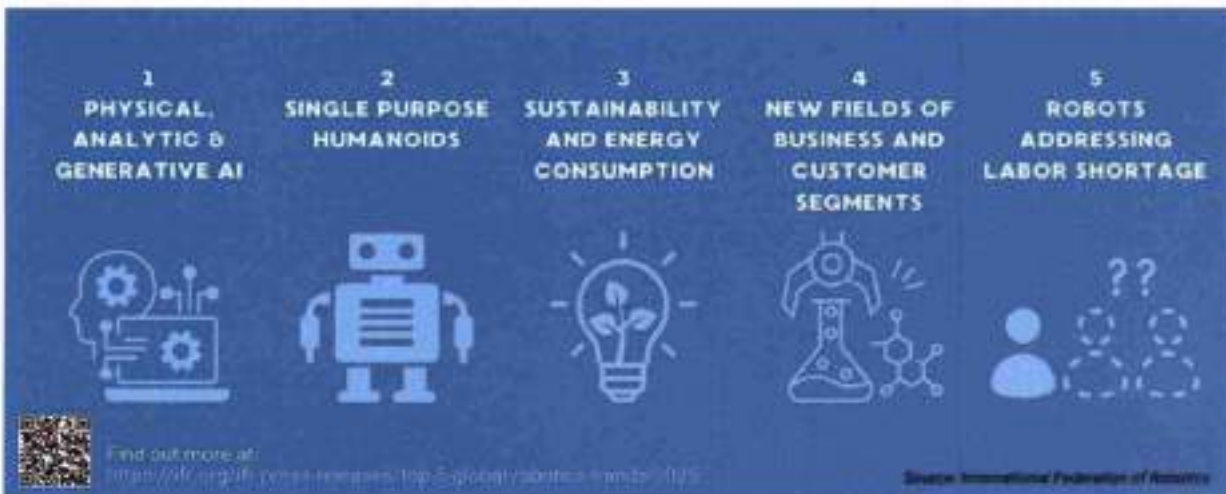 1
PHYSICAL,
ANALYTIC &
GENERATIVE AI
2
SINGLE PURPOSE
HUMANOIDS
3
SUSTAINABILITY
AND ENERGY
CONSUMPTION
4
NEW FIELDS OF
BUSINESS AND
CUSTOMER
SEGMENTS
5
ROBOTS
ADDRESSING
LABOR SHORTAGE
??
Find out more at:
Source: International Federation of Robotics